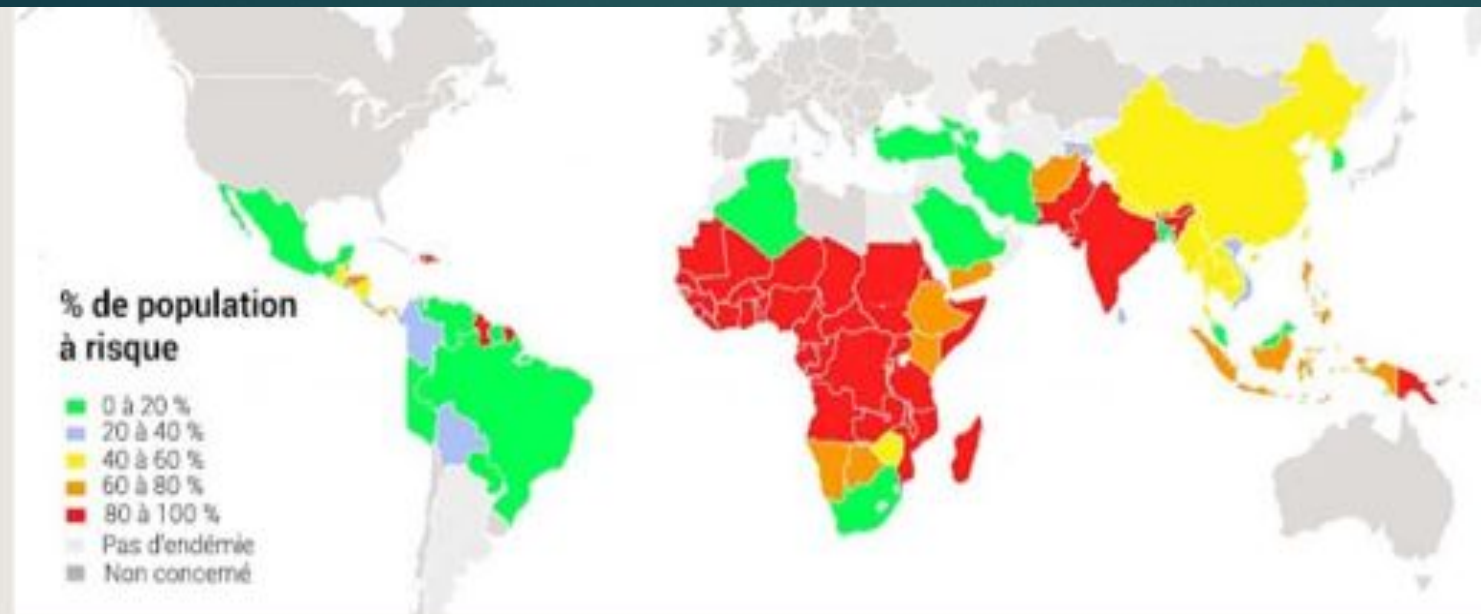 % de population
à risque
0 à 20 %
20 à 40 %
40 à 60 %
60 à 80 %
80 à 100 %
Pas d'endémie
Non concerné